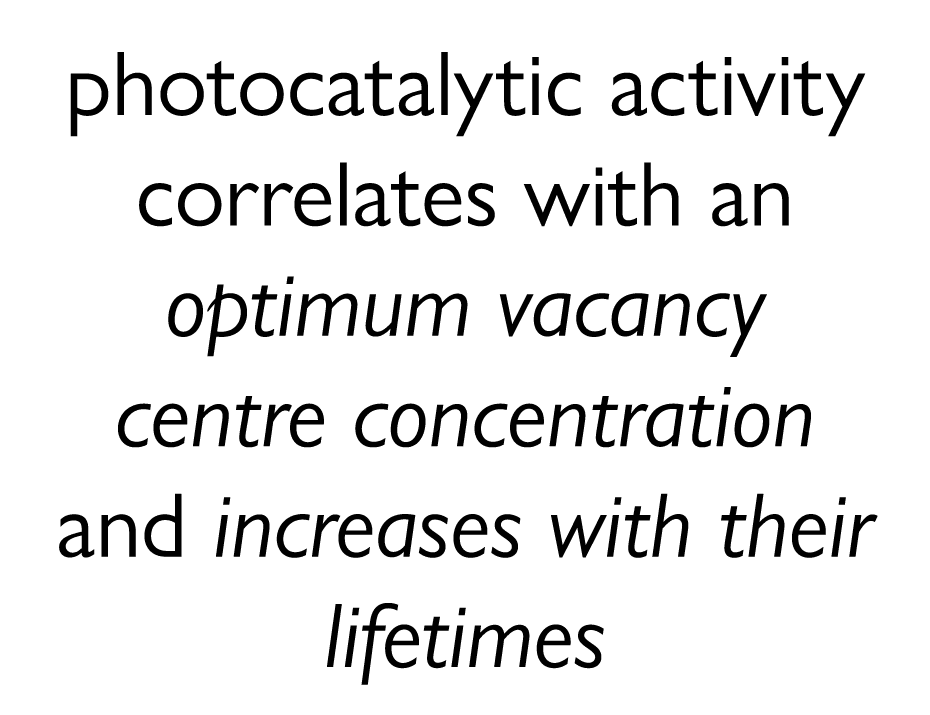 photocatalytic activity
correlates with an
optimum vacancy
centre concentration
and increases with their
lifetimes